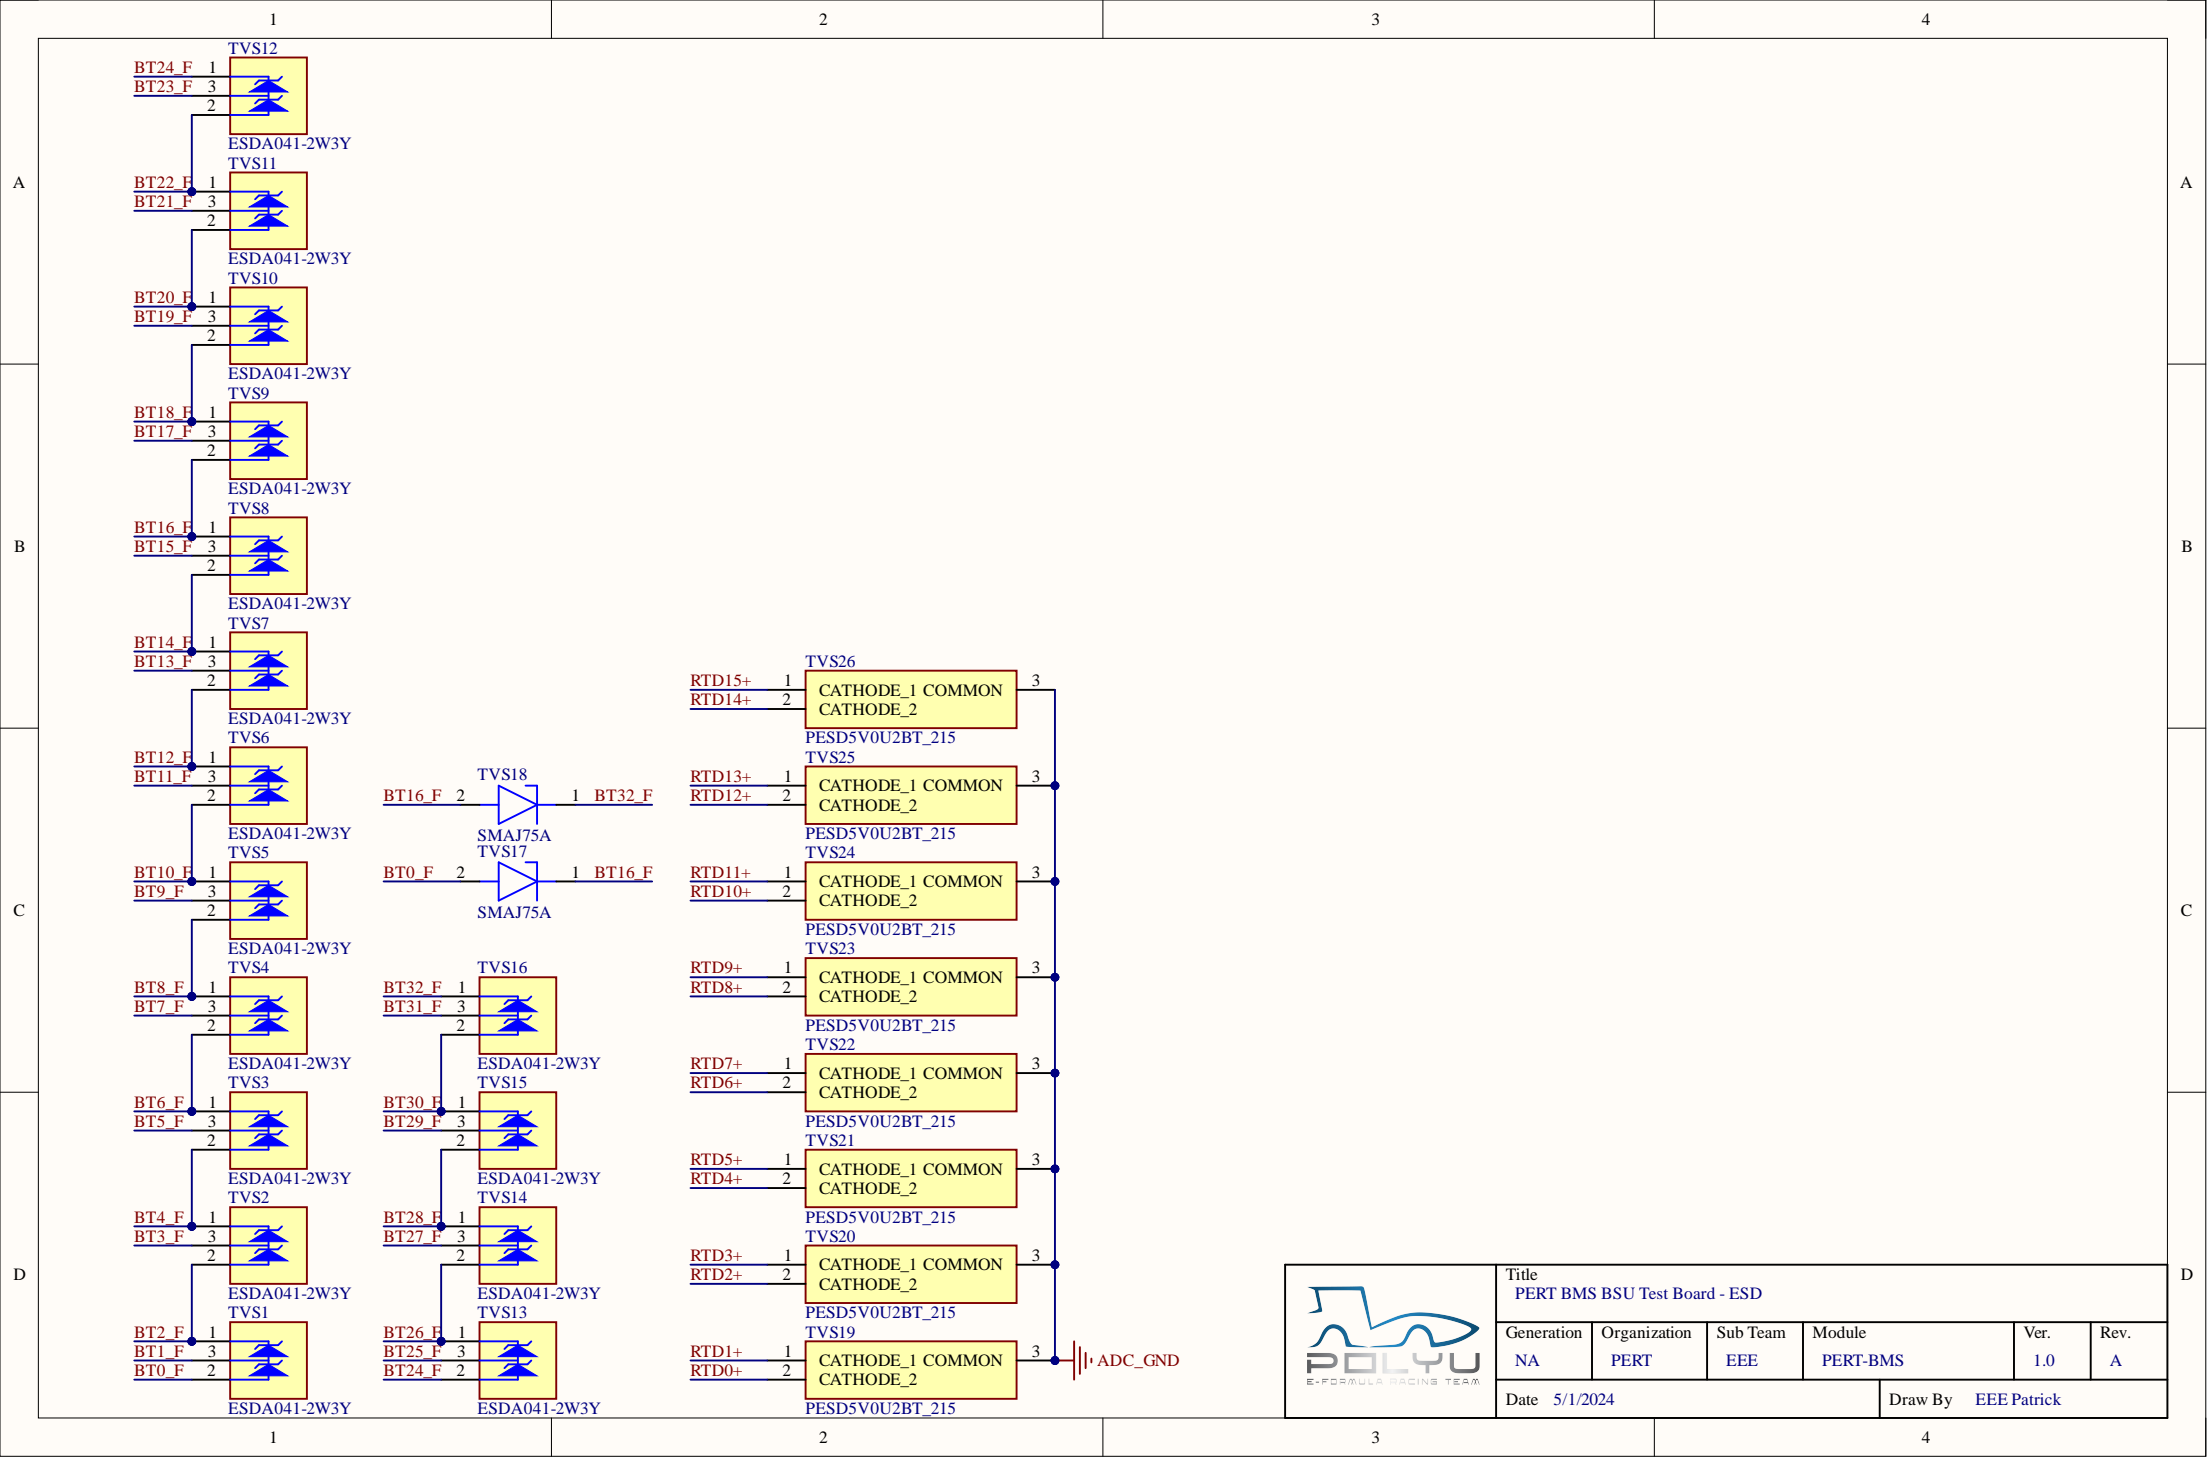 1 2 3 4
A
B
C
D
TVS12
BT24_F 1
BT23_F 3
2
ESDA041-2W3Y
TVS11
BT22_F 1
BT21_F 3
2
ESDA041-2W3Y
TVS10
BT20_F 1
BT19_F 3
2
ESDA041-2W3Y
TVS9
BT18_F 1
BT17_F 3
2
ESDA041-2W3Y
TVS8
BT16_F 1
BT15_F 3
2
ESDA041-2W3Y
TVS7
BT14_F 1
BT13_F 3
2
ESDA041-2W3Y
TVS6
BT12_F 1
BT11_F 3
2
ESDA041-2W3Y
TVS5
BT10_F 1
BT9_F 3
2
ESDA041-2W3Y
TVS4
BT8_F 1
BT7_F 3
2
ESDA041-2W3Y
TVS3
BT6_F 1
BT5_F 3
2
ESDA041-2W3Y
TVS2
BT4_F 1
BT3_F 3
2
ESDA041-2W3Y
TVS1
BT2_F 1
BT1_F 3
BT0_F 2
ESDA041-2W3Y
TVS18
BT16_F 2 1 BT32_F
SMAJ75A
TVS17
BT0_F 2 1 BT16_F
SMAJ75A
TVS16
BT32_F 1
BT31_F 3
2
ESDA041-2W3Y
TVS15
BT30_F 1
BT29_F 3
2
ESDA041-2W3Y
TVS14
BT28_F 1
BT27_F 3
2
ESDA041-2W3Y
TVS13
BT26_F 1
BT25_F 3
BT24_F 2
ESDA041-2W3Y
TVS26
RTD15+ 1 CATHODE_1 COMMON 3
RTD14+ 2 CATHODE_2
PESD5V0U2BT_215
TVS25
RTD13+ 1 CATHODE_1 COMMON 3
RTD12+ 2 CATHODE_2
PESD5V0U2BT_215
TVS24
RTD11+ 1 CATHODE_1 COMMON 3
RTD10+ 2 CATHODE_2
PESD5V0U2BT_215
TVS23
RTD9+ 1 CATHODE_1 COMMON 3
RTD8+ 2 CATHODE_2
PESD5V0U2BT_215
TVS22
RTD7+ 1 CATHODE_1 COMMON 3
RTD6+ 2 CATHODE_2
PESD5V0U2BT_215
TVS21
RTD5+ 1 CATHODE_1 COMMON 3
RTD4+ 2 CATHODE_2
PESD5V0U2BT_215
TVS20
RTD3+ 1 CATHODE_1 COMMON 3
RTD2+ 2 CATHODE_2
PESD5V0U2BT_215
TVS19
RTD1+ 1 CATHODE_1 COMMON 3 ADC_GND
RTD0+ 2 CATHODE_2
PESD5V0U2BT_215
POLYU
E-FORMULA RACING TEAM
Title
PERT BMS BSU Test Board - ESD
Generation Organization Sub Team Module Ver. Rev.
NA PERT EEE PERT-BMS 1.0 A
Date 5/1/2024 Draw By EEE Patrick
A
B
C
D
1 2 3 4